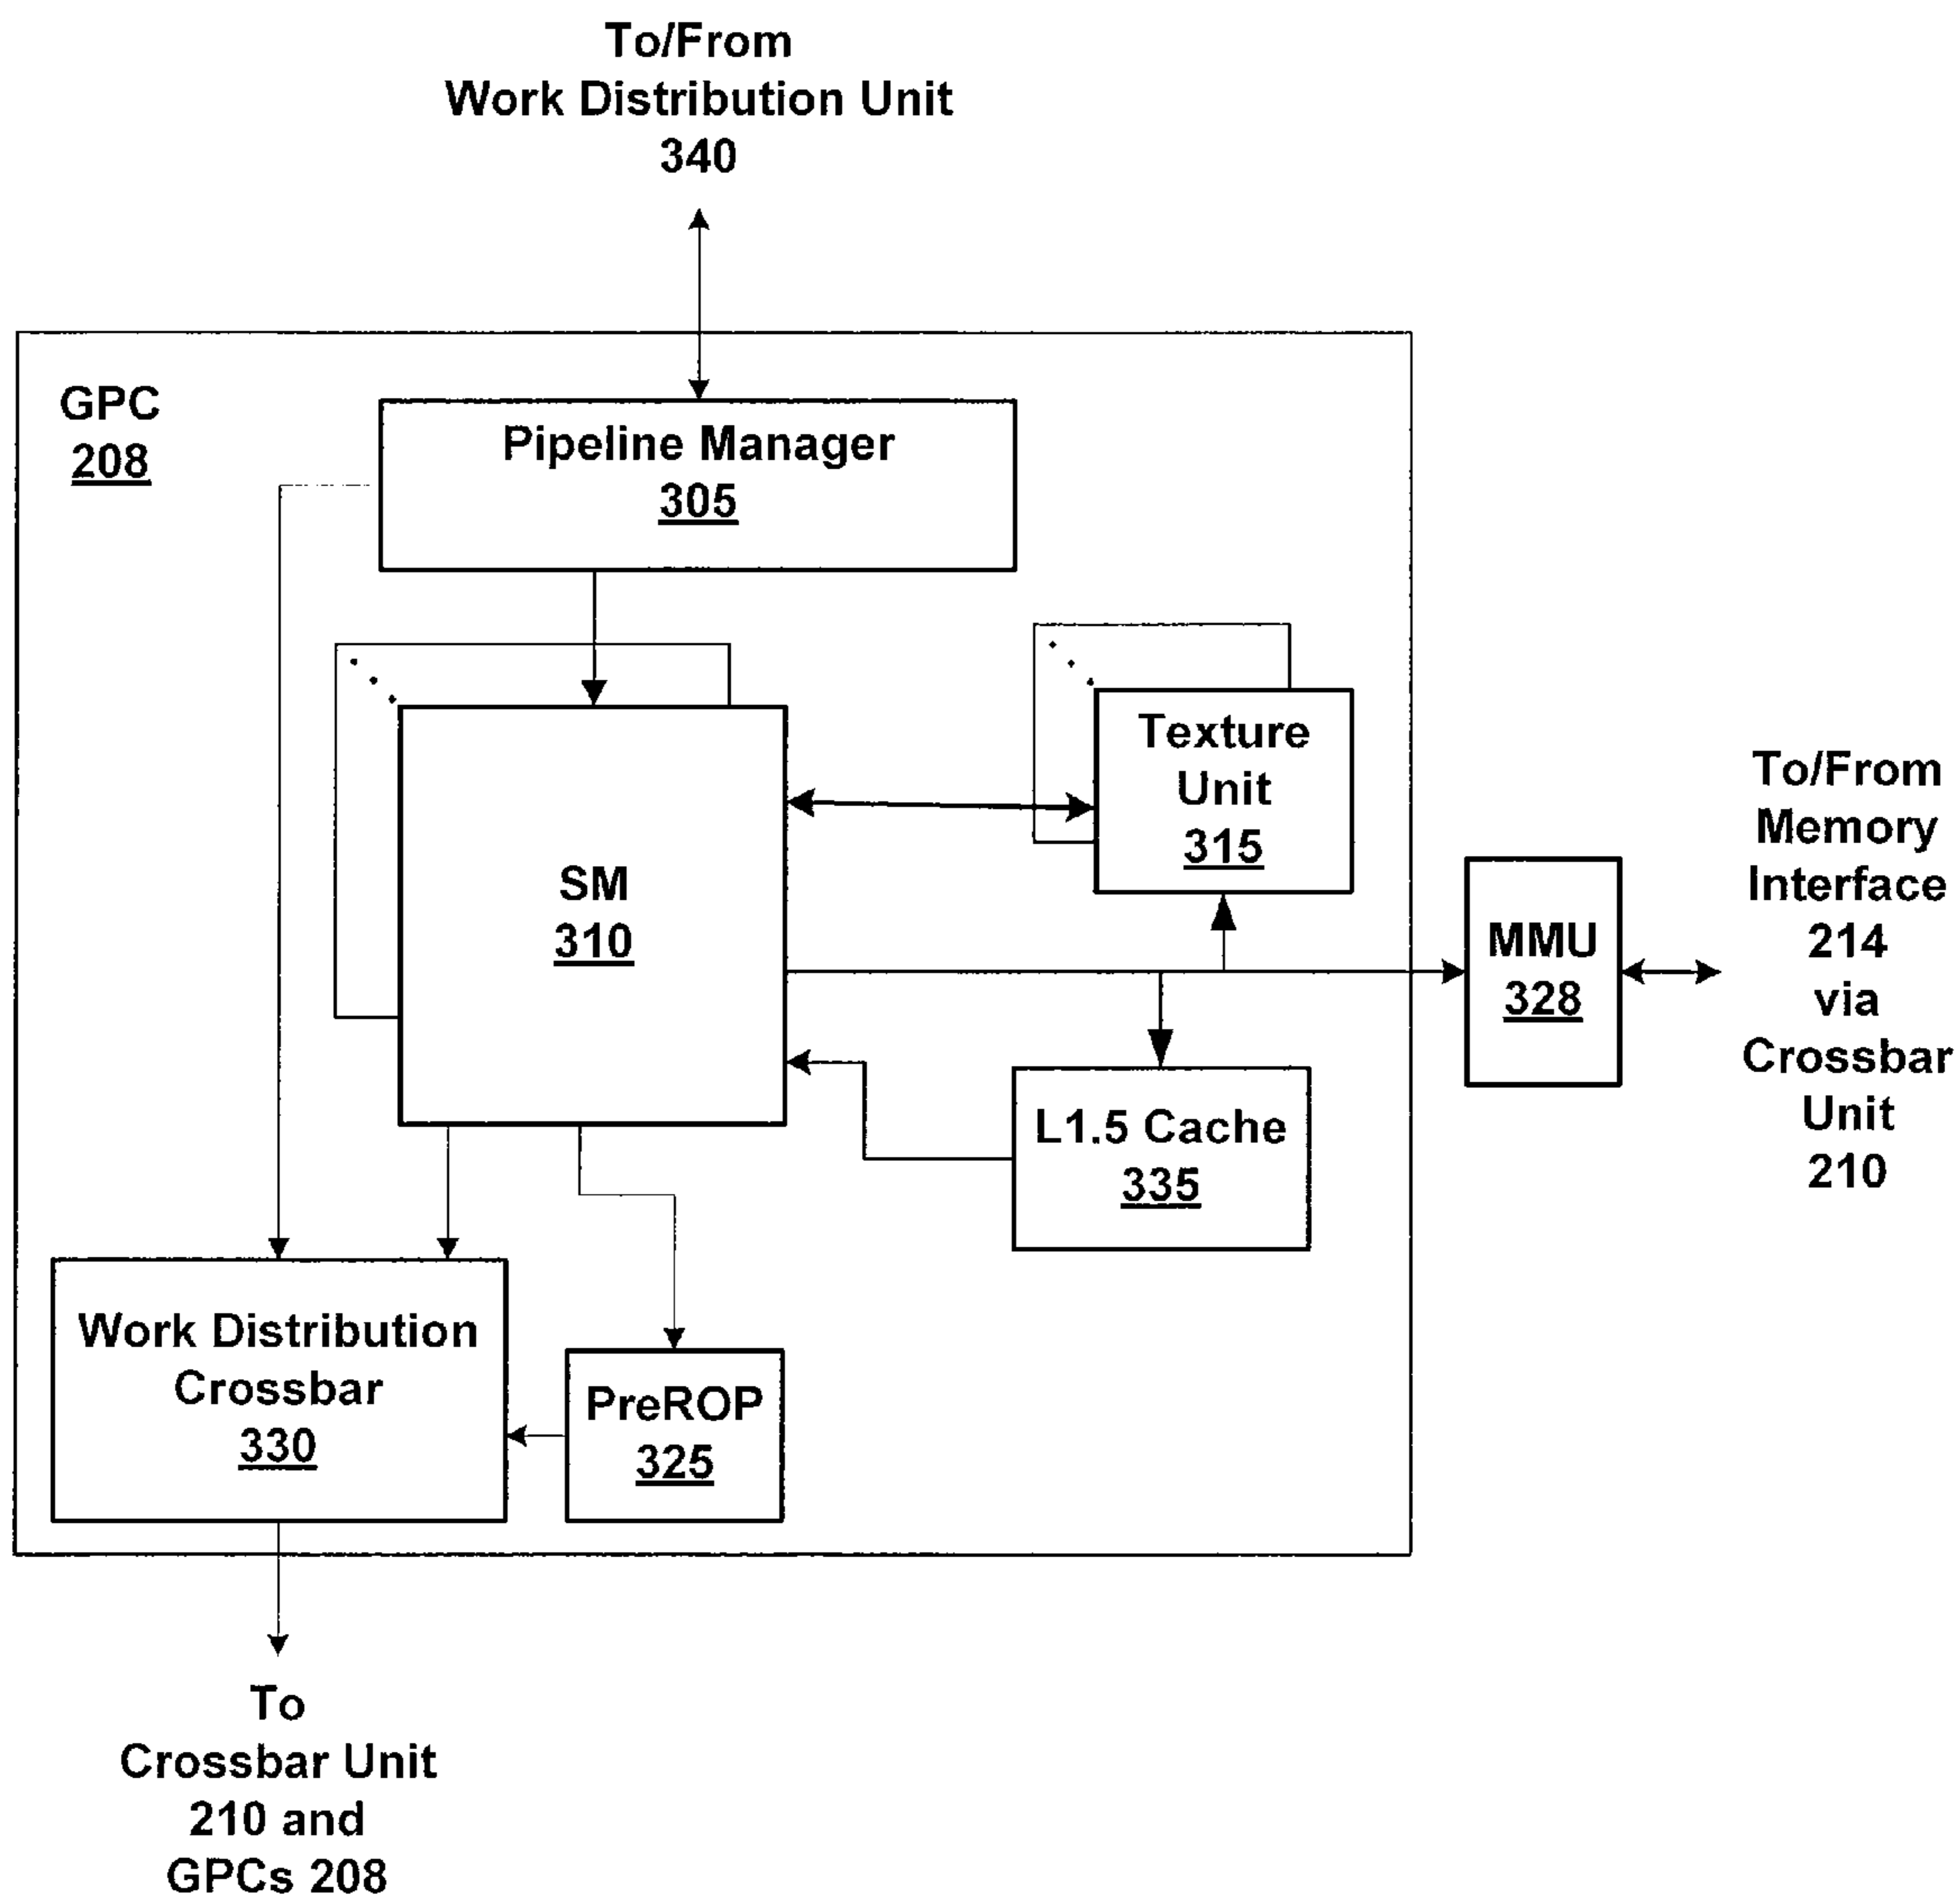 To/From
Work Distribution Unit
340
GPC
208
Pipeline Manager
305
Texture
Unit
315
SM
310
MMU
328
To/From
Memory
Interface
214
via
Crossbar
Unit
210
L1.5 Cache
335
Work Distribution
Crossbar
330
PreROP
325
To
Crossbar Unit
210 and
GPCs 208